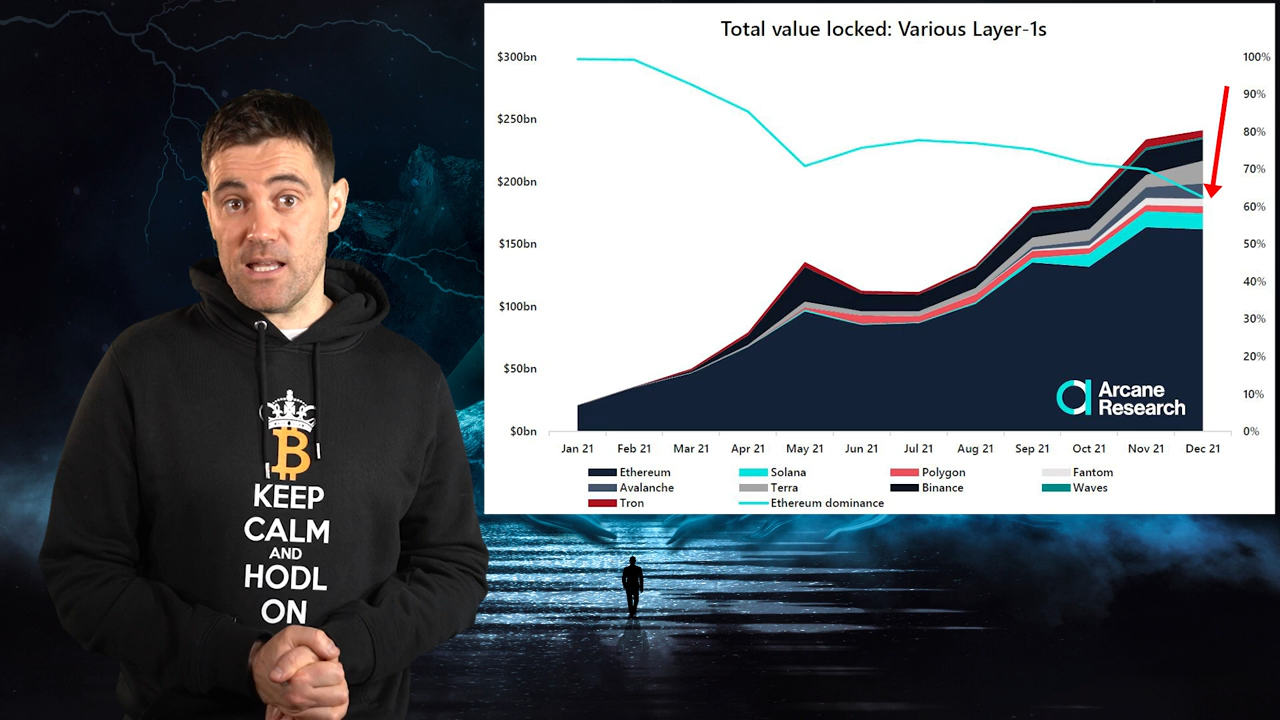 Total value locked: Various Layer-1s
$300bn
$250bn
$200bn
$150bn
$100bn
$50bn
$0bn
100%
90%
80%
70%
60%
50%
40%
30%
20%
10%
0%
Jan 21 Feb 21 Mar 21 Apr 21 May 21 Jun 21 Jul 21 Aug 21 Sep 21 Oct 21 Nov 21 Dec 21
Ethereum Solana Polygon Fantom
Avalanche Terra Binance Waves
Tron Ethereum dominance
Arcane
Research
KEEP
CALM
AND
HODL
ON